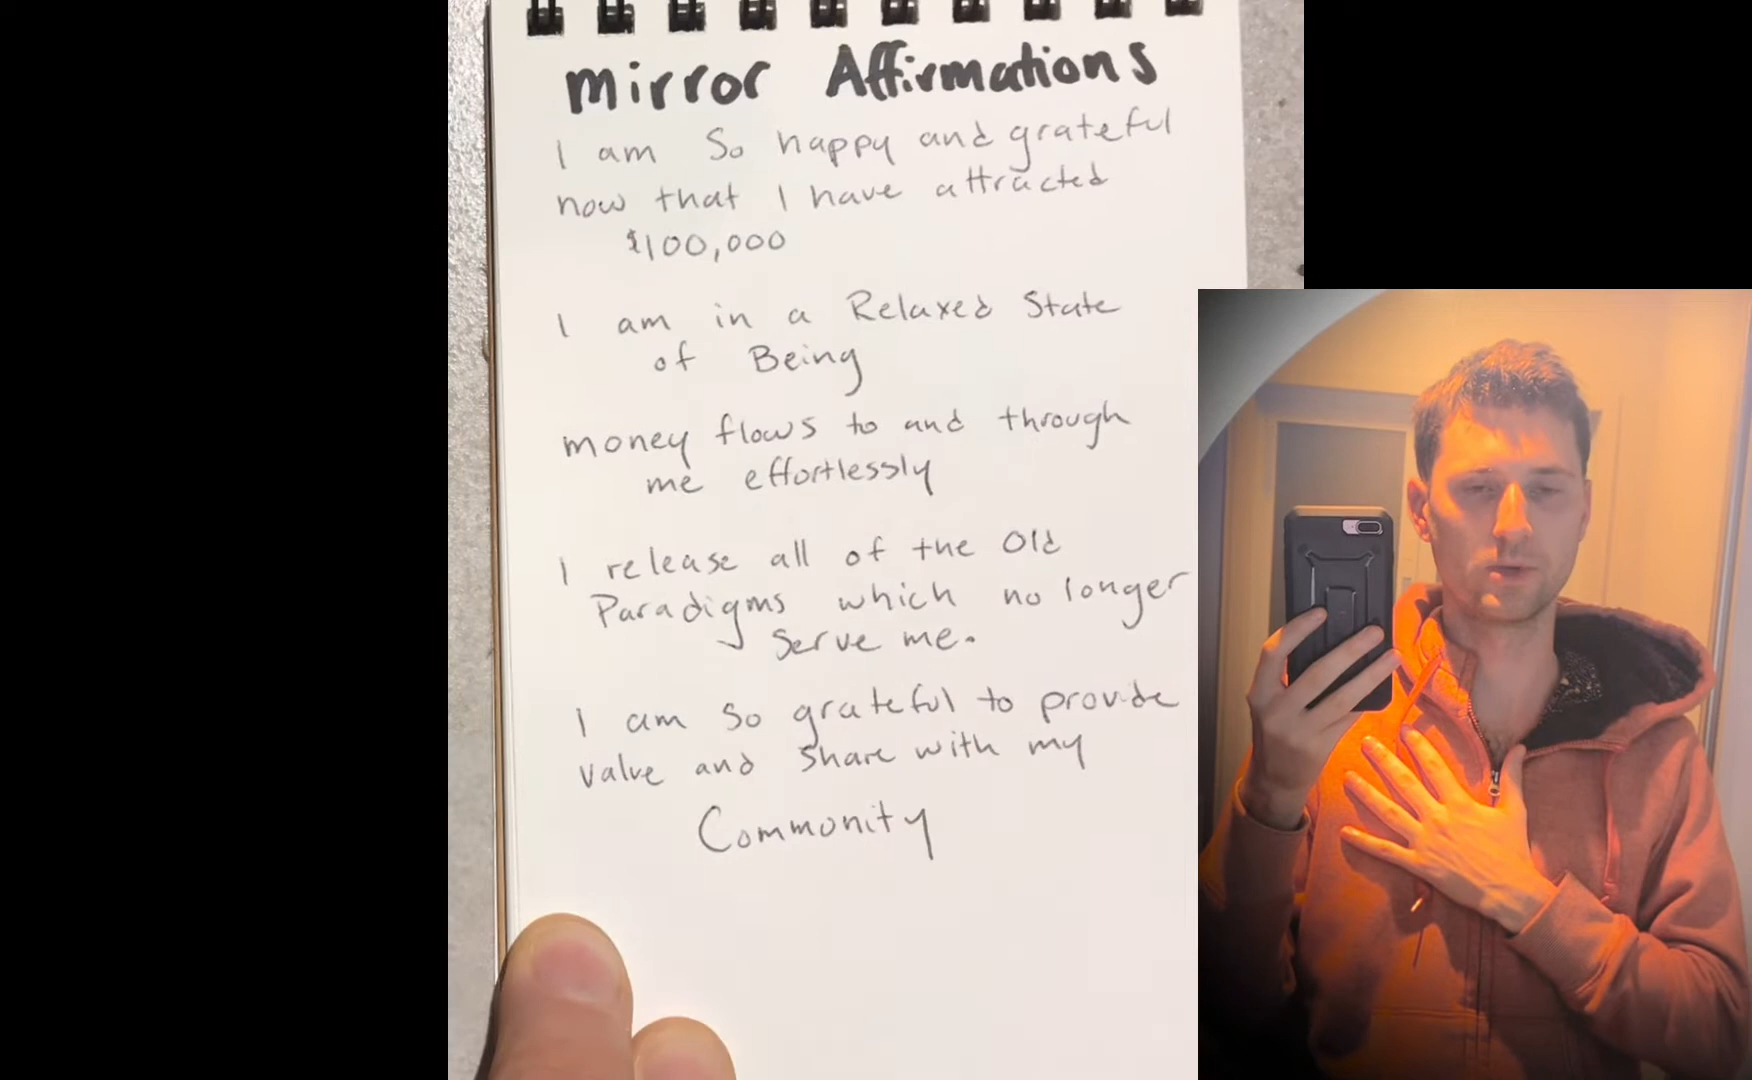 Mirror Affirmations
I am So happy and grateful
now that I have attracted
$100,000
I am in a Relaxed State
of Being
money flows to and through
me effortlessly
I release all of the Old
Paradigms which no longer
Serve me.
I am so grateful to provide
value and Share with my
Community